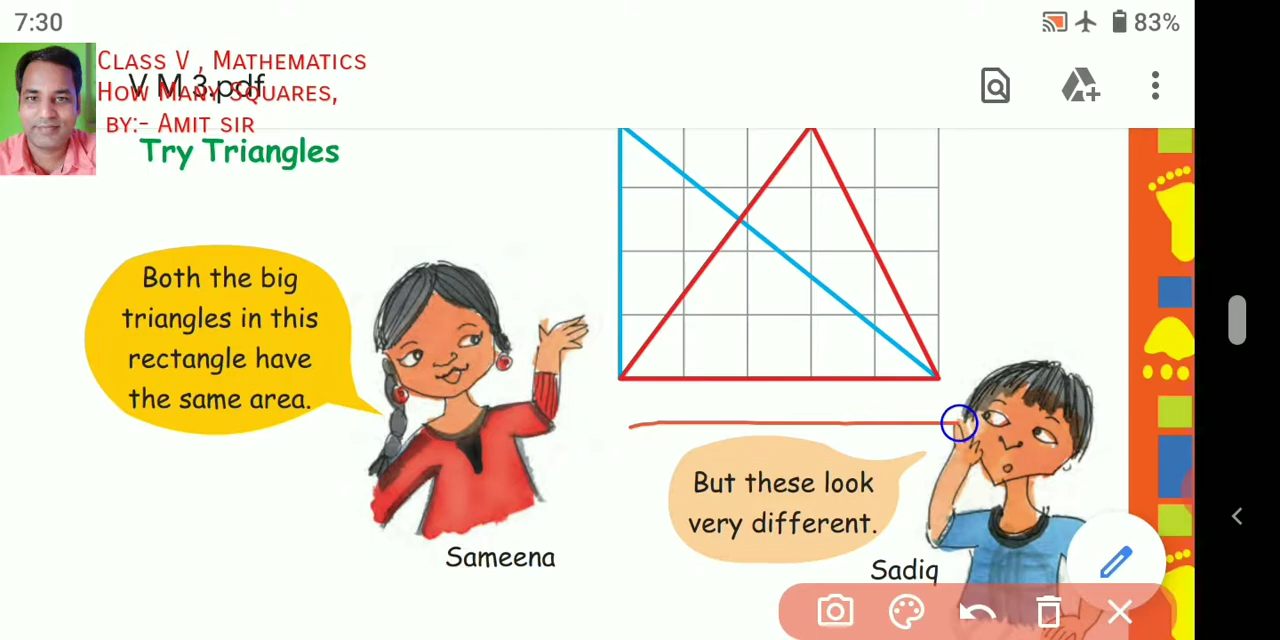 7:30
83%
CLASS V , MATHEMATICS
V M 3.pdf
HOW MANY SQUARES,
BY:- AMIT SIR
Try Triangles
Both the big
triangles in this
rectangle have
the same area.
But these look
very different.
Sameena
Sadiq